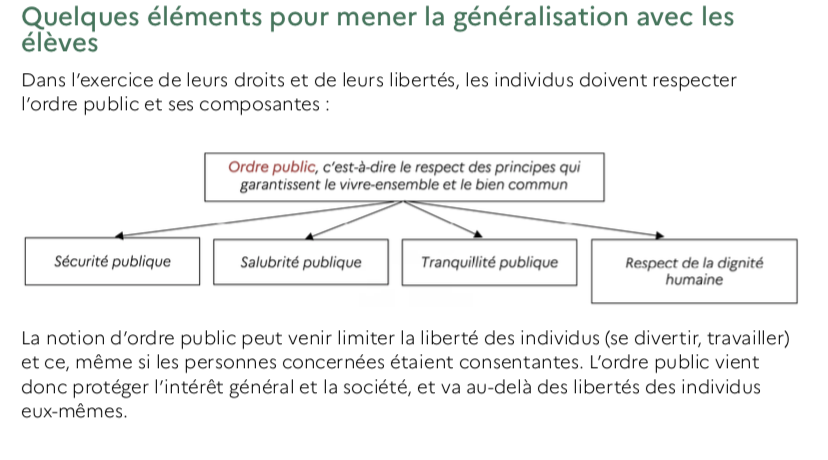 Quelques éléments pour mener la généralisation avec les
élèves
Dans l'exercice de leurs droits et de leurs libertés, les individus doivent respecter
l'ordre public et ses composantes :
Ordre public, c'est-à-dire le respect des principes qui
garantissent le vivre-ensemble et le bien commun
Sécurité publique
Salubrité publique
Tranquillité publique
Respect de la dignité
humaine
La notion d'ordre public peut venir limiter la liberté des individus (se divertir, travailler)
et ce, même si les personnes concernées étaient consentantes. L'ordre public vient
donc protéger l'intérêt général et la société, et va au-delà des libertés des individus
eux-mêmes.